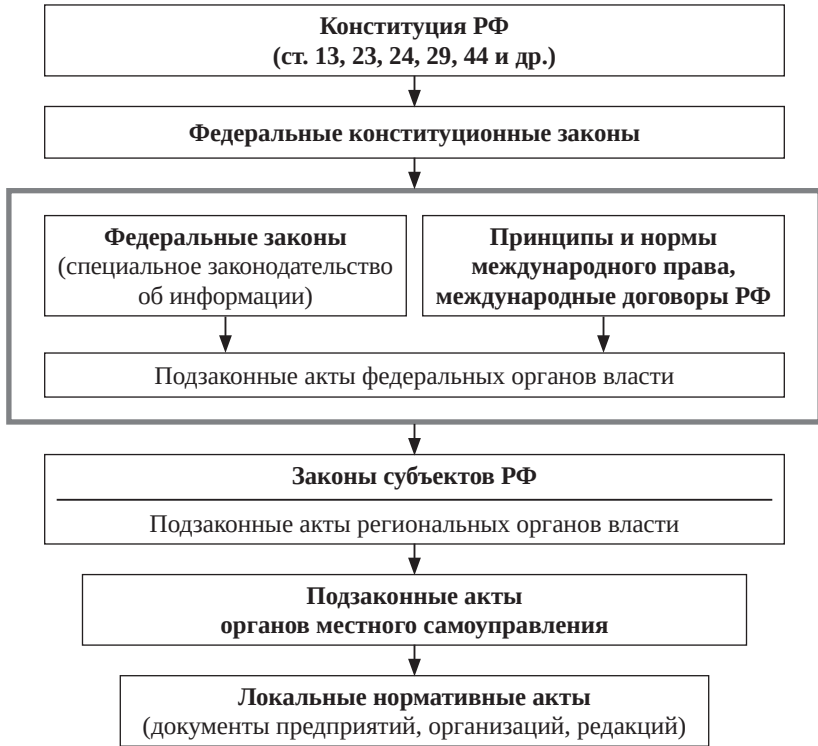 Конституция РФ
(ст. 13, 23, 24, 29, 44 и др.)
Федеральные конституционные законы
Федеральные законы
(специальное законодательство
об информации)
Принципы и нормы
международного права,
международные договоры РФ
Подзаконные акты федеральных органов власти
Законы субъектов РФ
Подзаконные акты региональных органов власти
Подзаконные акты
органов местного самоуправления
Локальные нормативные акты
(документы предприятий, организаций, редакций)